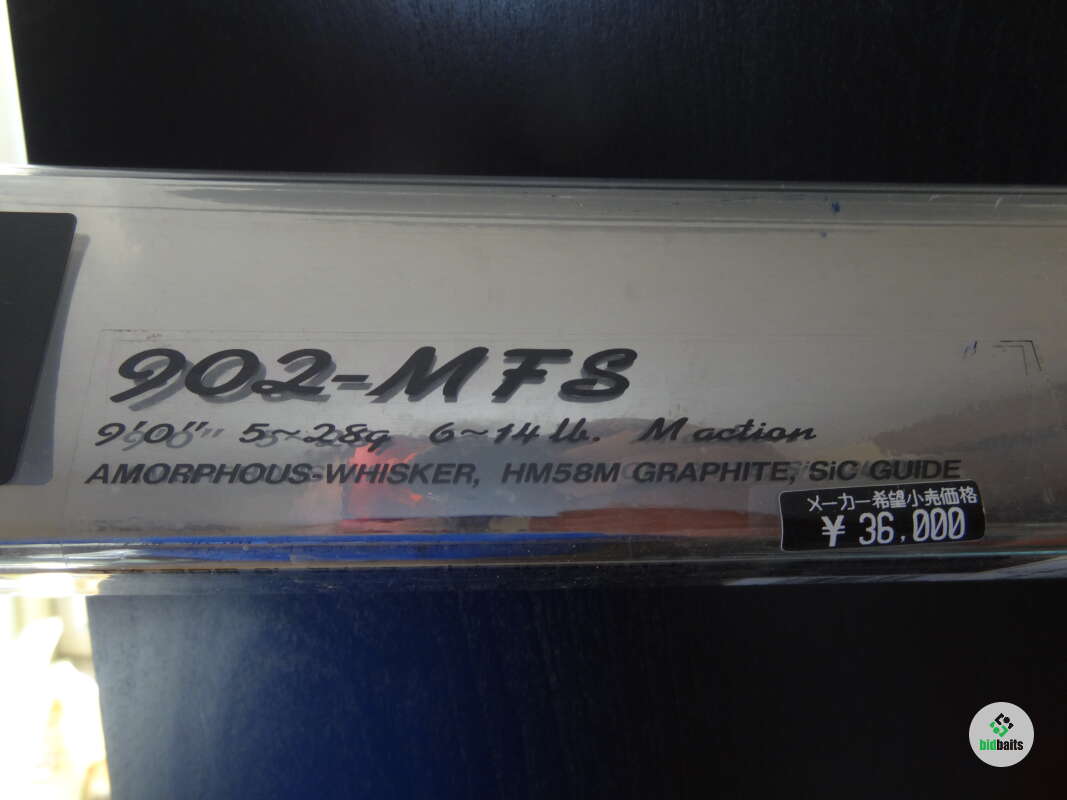 902-MFS
9'0" 5~28g 6~14 lb. M action
AMORPHOUS-WHISKER, HM58M GRAPHITE, SiC GUIDE
メーカー希望小売価格
¥ 36,000
bidbaits